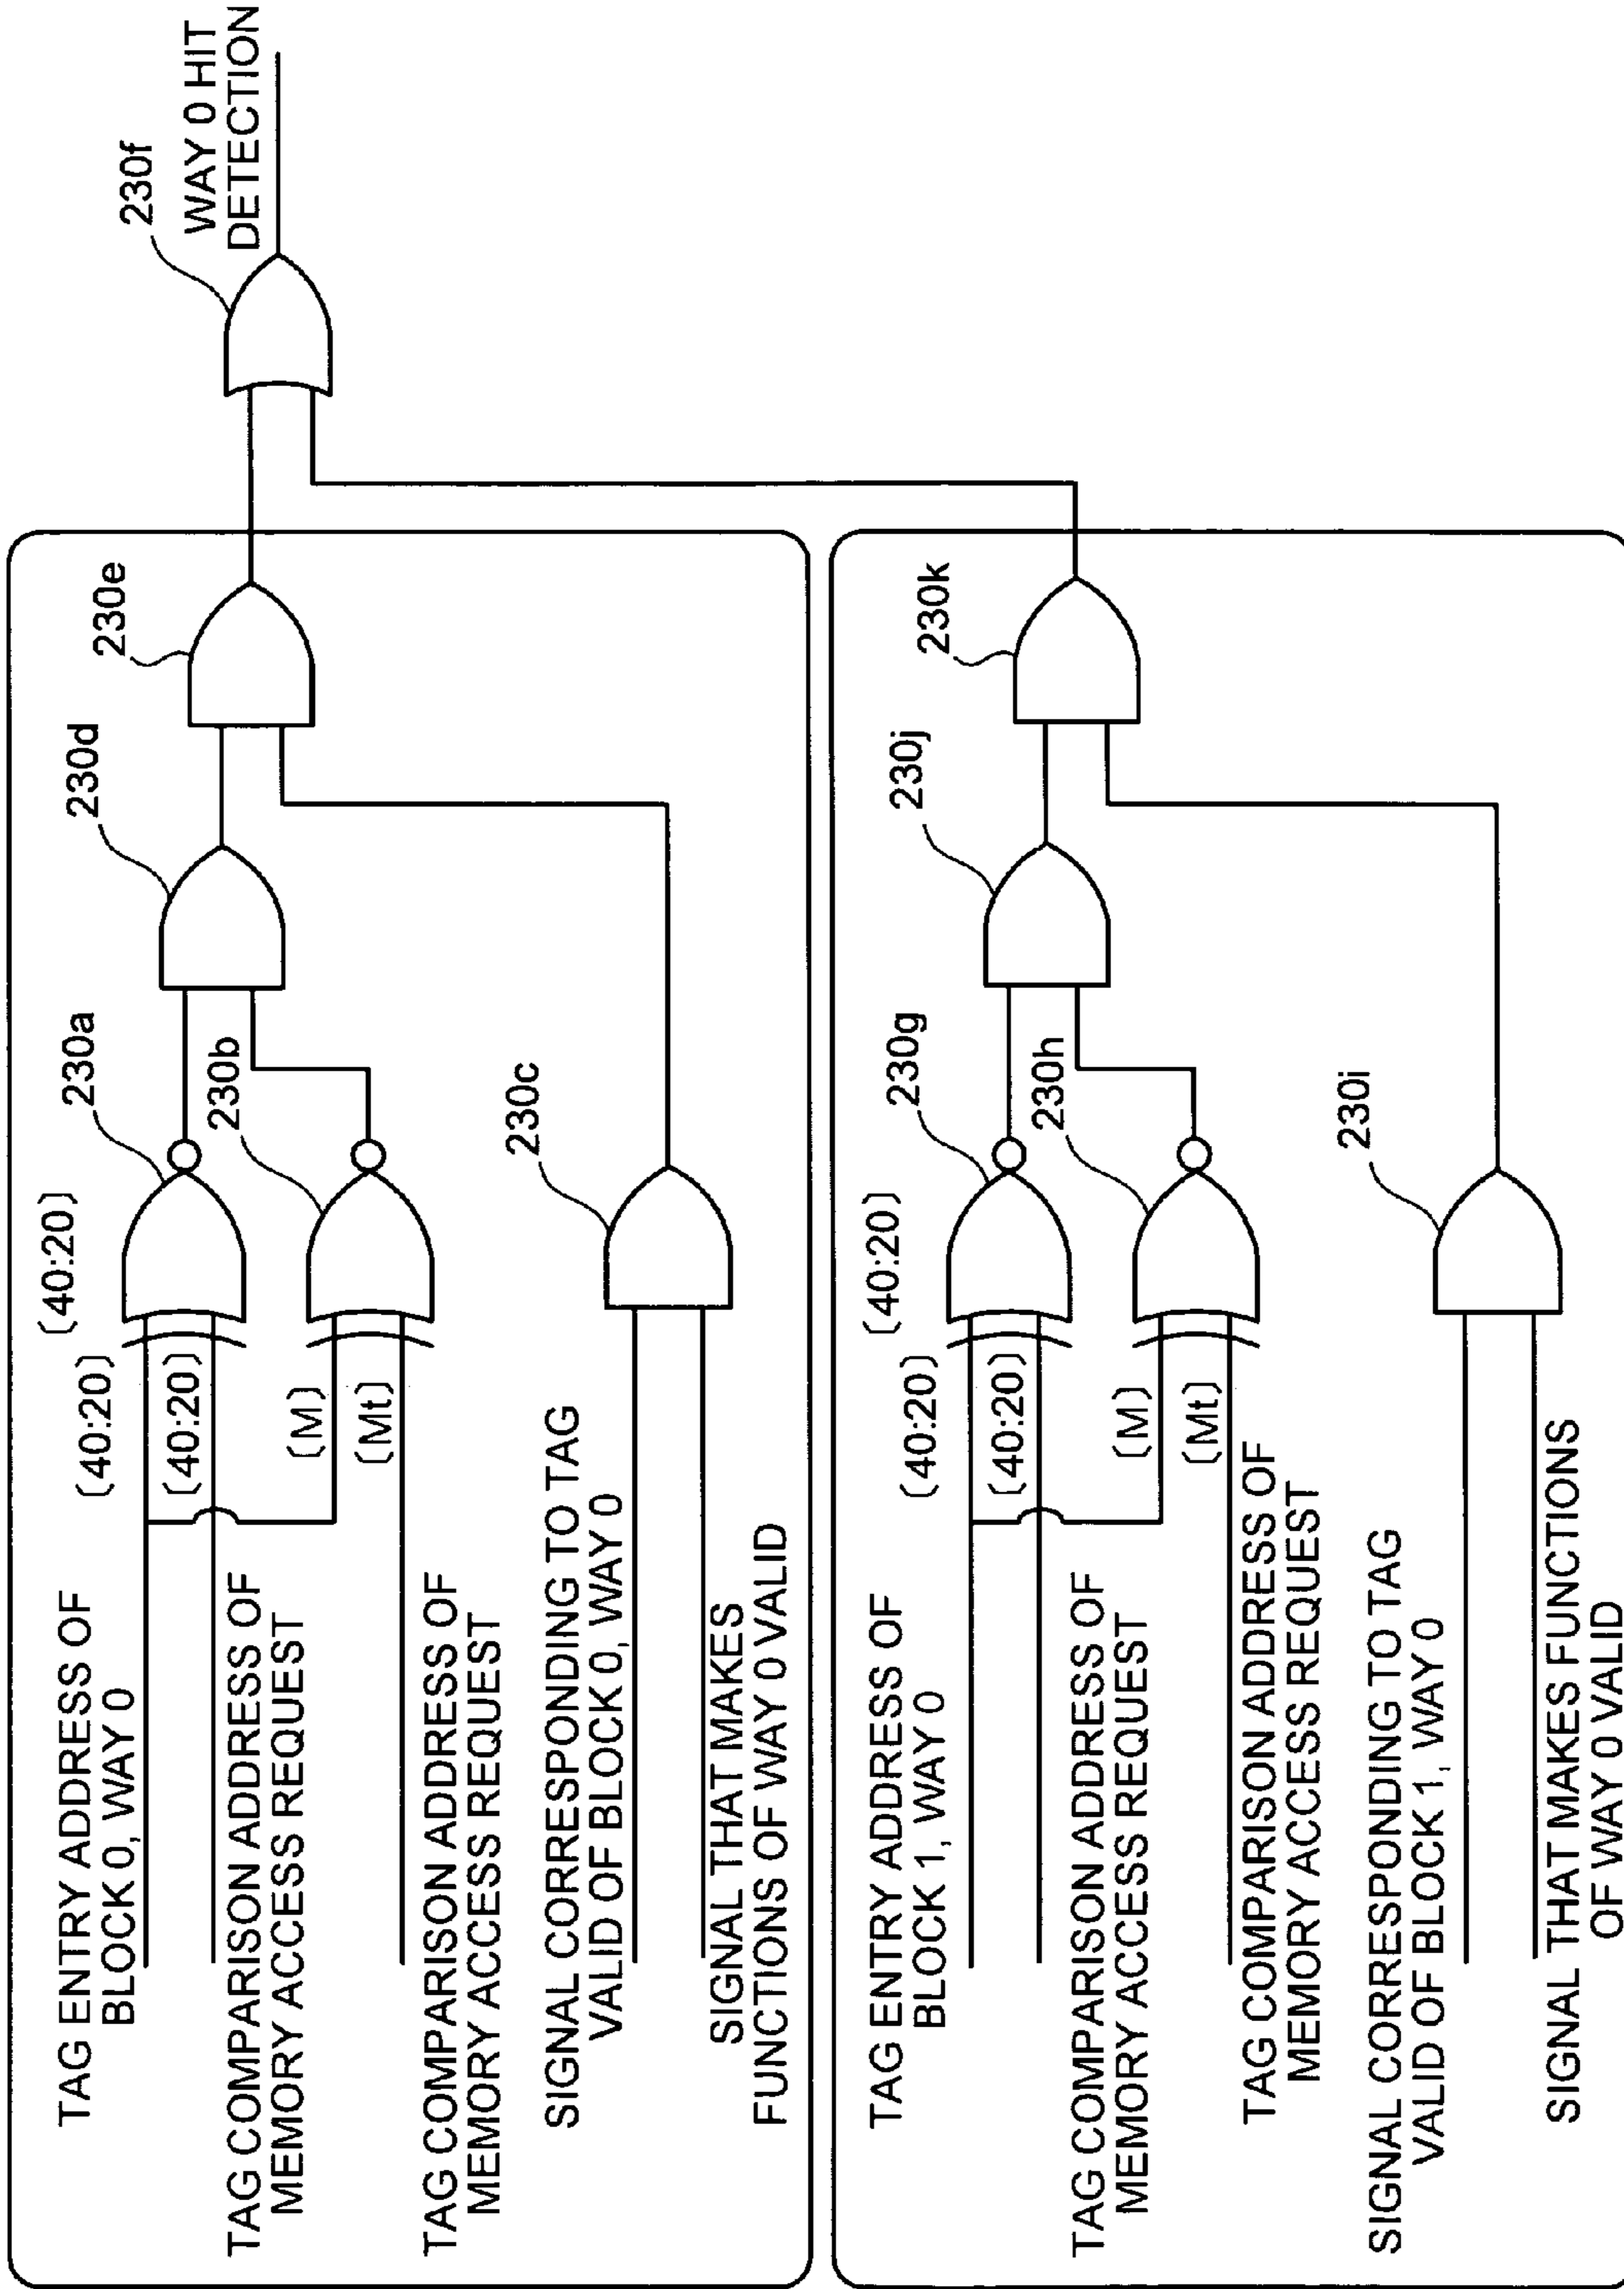 TAG ENTRY ADDRESS OF
BLOCK 0, WAY 0
(40:20)
(40:20)
230a
(40:20)
TAG COMPARISON ADDRESS OF
MEMORY ACCESS REQUEST
230b
(M)
(Mt)
TAG COMPARISON ADDRESS OF
MEMORY ACCESS REQUEST
230d
230e
230f
WAY 0 HIT
DETECTION
SIGNAL CORRESPONDING TO TAG
VALID OF BLOCK 0, WAY 0
230c
SIGNAL THAT MAKES
FUNCTIONS OF WAY 0 VALID
TAG ENTRY ADDRESS OF
BLOCK 1, WAY 0
(40:20)
(40:20)
230g
(40:20)
TAG COMPARISON ADDRESS OF
MEMORY ACCESS REQUEST
230h
(M)
(Mt)
TAG COMPARISON ADDRESS OF
MEMORY ACCESS REQUEST
230j
230k
SIGNAL CORRESPONDING TO TAG
VALID OF BLOCK 1, WAY 0
230i
SIGNAL THAT MAKES FUNCTIONS
OF WAY 0 VALID